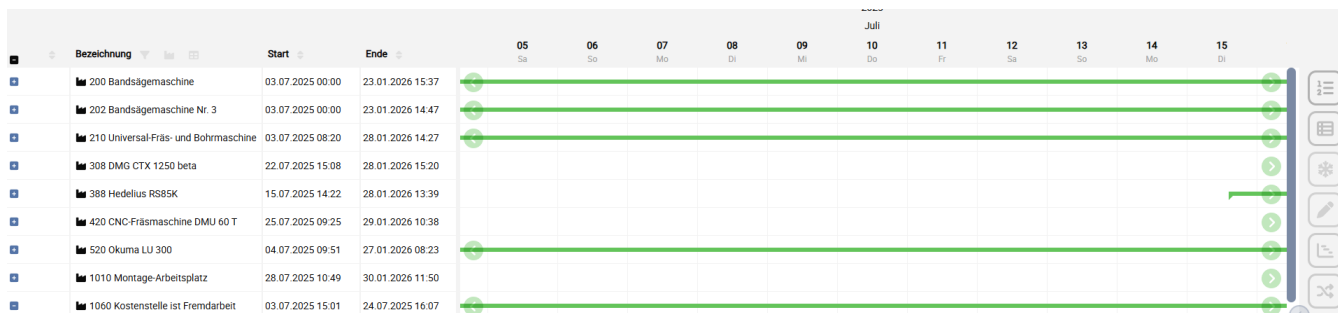 Juli
05 06 07 08 09 10 11 12 13 14 15
Bezeichnung Start Ende
Sa So Mo Di Mi Do Fr Sa So Mo Di
200 Bandsägemaschine 03.07.2025 00:00 23.01.2026 15:37
202 Bandsägemaschine Nr. 3 03.07.2025 00:00 23.01.2026 14:47
210 Universal-Fräs- und Bohrmaschine 03.07.2025 08:20 28.01.2026 14:27
308 DMG CTX 1250 beta 22.07.2025 15:08 28.01.2026 15:20
388 Hedelius RS85K 15.07.2025 14:22 28.01.2026 13:39
420 CNC-Fräsmaschine DMU 60 T 25.07.2025 09:25 29.01.2026 10:38
520 Okuma LU 300 04.07.2025 09:51 27.01.2026 08:23
1010 Montage-Arbeitsplatz 28.07.2025 10:49 30.01.2026 11:50
1060 Kostenstelle ist Fremdarbeit 03.07.2025 15:01 24.07.2025 16:07